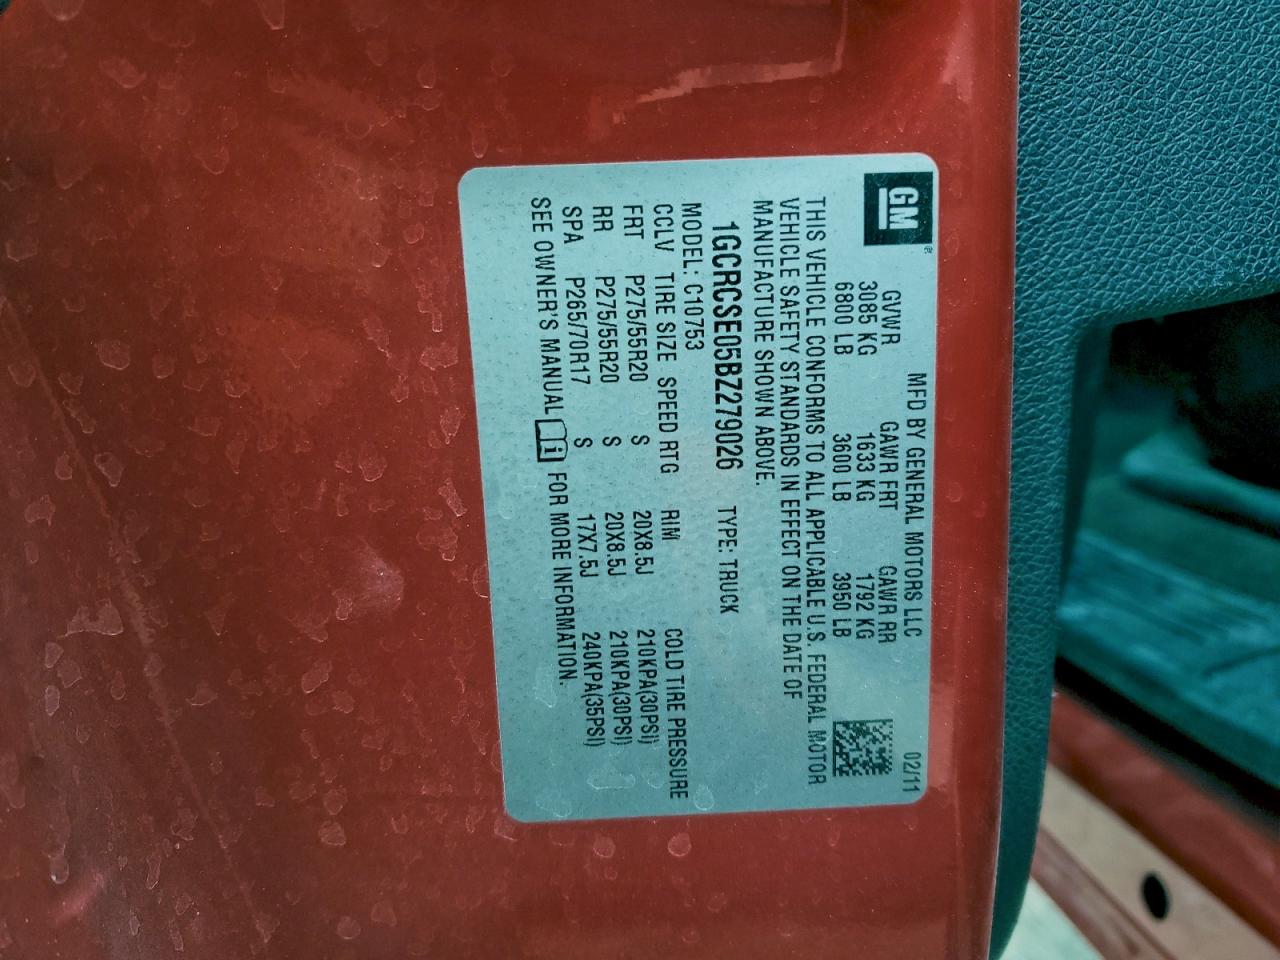 GM
MFD BY GENERAL MOTORS LLC 02/11
GVWR GAWR FRT GAWR RR
3085 KG 1633 KG 1792 KG
6800 LB 3600 LB 3950 LB
THIS VEHICLE CONFORMS TO ALL APPLICABLE U.S. FEDERAL MOTOR
VEHICLE SAFETY STANDARDS IN EFFECT ON THE DATE OF
MANUFACTURE SHOWN ABOVE.
1GCRCSE05BZ279026 TYPE: TRUCK
MODEL: C10753
CCLV TIRE SIZE SPEED RTG RIM COLD TIRE PRESSURE
FRT P275/55R20 S 20X8.5J 210KPA(30PSI)
RR P275/55R20 S 20X8.5J 210KPA(30PSI)
SPA P265/70R17 S 17X7.5J 240KPA(35PSI)
SEE OWNER'S MANUAL i FOR MORE INFORMATION.